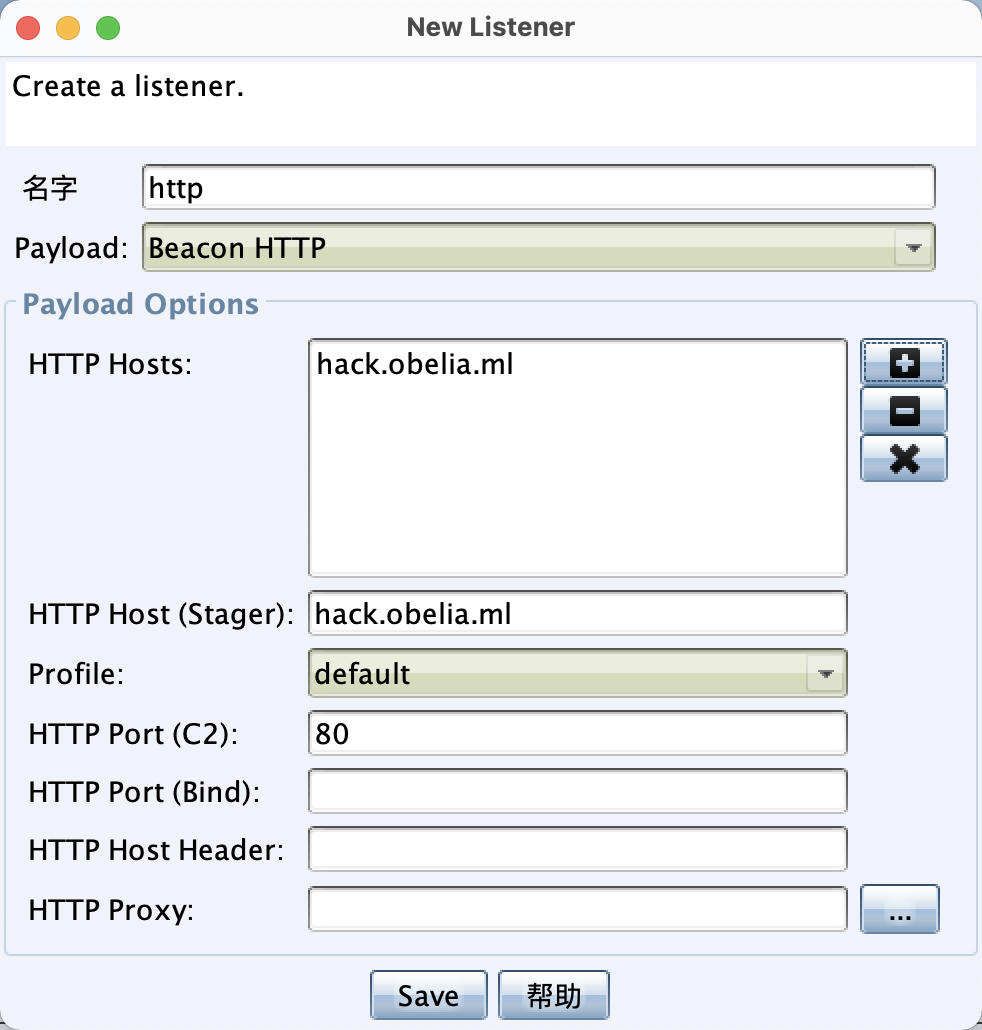 New Listener
Create a listener.
名字 http
Payload: Beacon HTTP
Payload Options
HTTP Hosts: hack.obelia.ml
HTTP Host (Stager): hack.obelia.ml
Profile: default
HTTP Port (C2): 80
HTTP Port (Bind):
HTTP Host Header:
HTTP Proxy: ...
Save 帮助